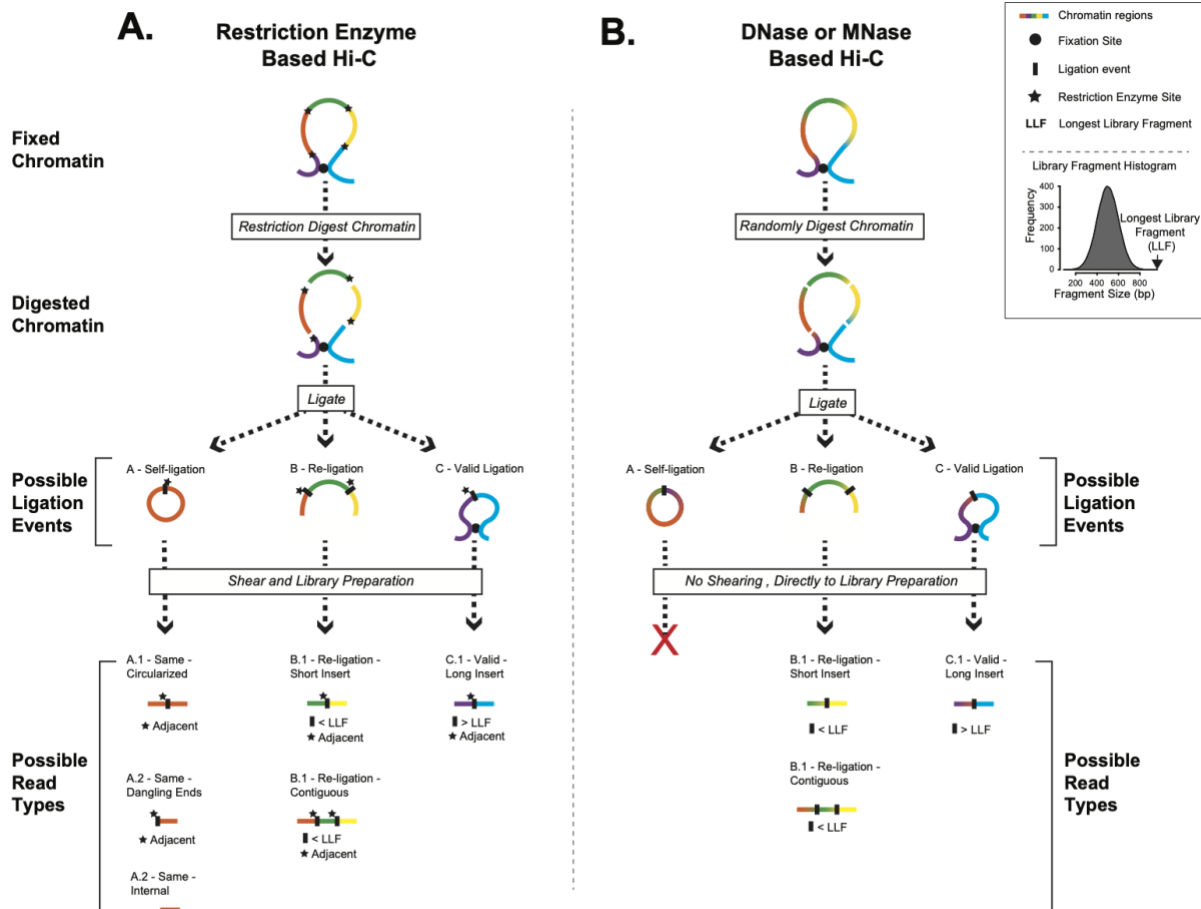 A.
Restriction Enzyme
Based Hi-C
Fixed
Chromatin
Restriction Digest Chromatin
Digested
Chromatin
Ligate
Possible
Ligation
Events
A - Self-ligation
B - Re-ligation
C - Valid Ligation
Shear and Library Preparation
Possible
Read
Types
A.1 - Same -
Circularized
Adjacent
B.1 - Re-ligation -
Short Insert
< LLF
Adjacent
C.1 - Valid -
Long Insert
> LLF
Adjacent
A.2 - Same -
Dangling Ends
Adjacent
B.1 - Re-ligation -
Contiguous
< LLF
Adjacent
A.2 - Same -
Internal
B.
DNase or MNase
Based Hi-C
Randomly Digest Chromatin
Ligate
A - Self-ligation
B - Re-ligation
C - Valid Ligation
Possible
Ligation
Events
No Shearing , Directly to Library Preparation
X
B.1 - Re-ligation -
Short Insert
< LLF
C.1 - Valid -
Long Insert
> LLF
B.1 - Re-ligation -
Contiguous
< LLF
Possible
Read
Types
Chromatin regions
Fixation Site
Ligation event
Restriction Enzyme Site
LLF Longest Library Fragment
Library Fragment Histogram
Frequency
400
300
200
100
0
Longest Library
Fragment
(LLF)
200 400 600 800
Fragment Size (bp)